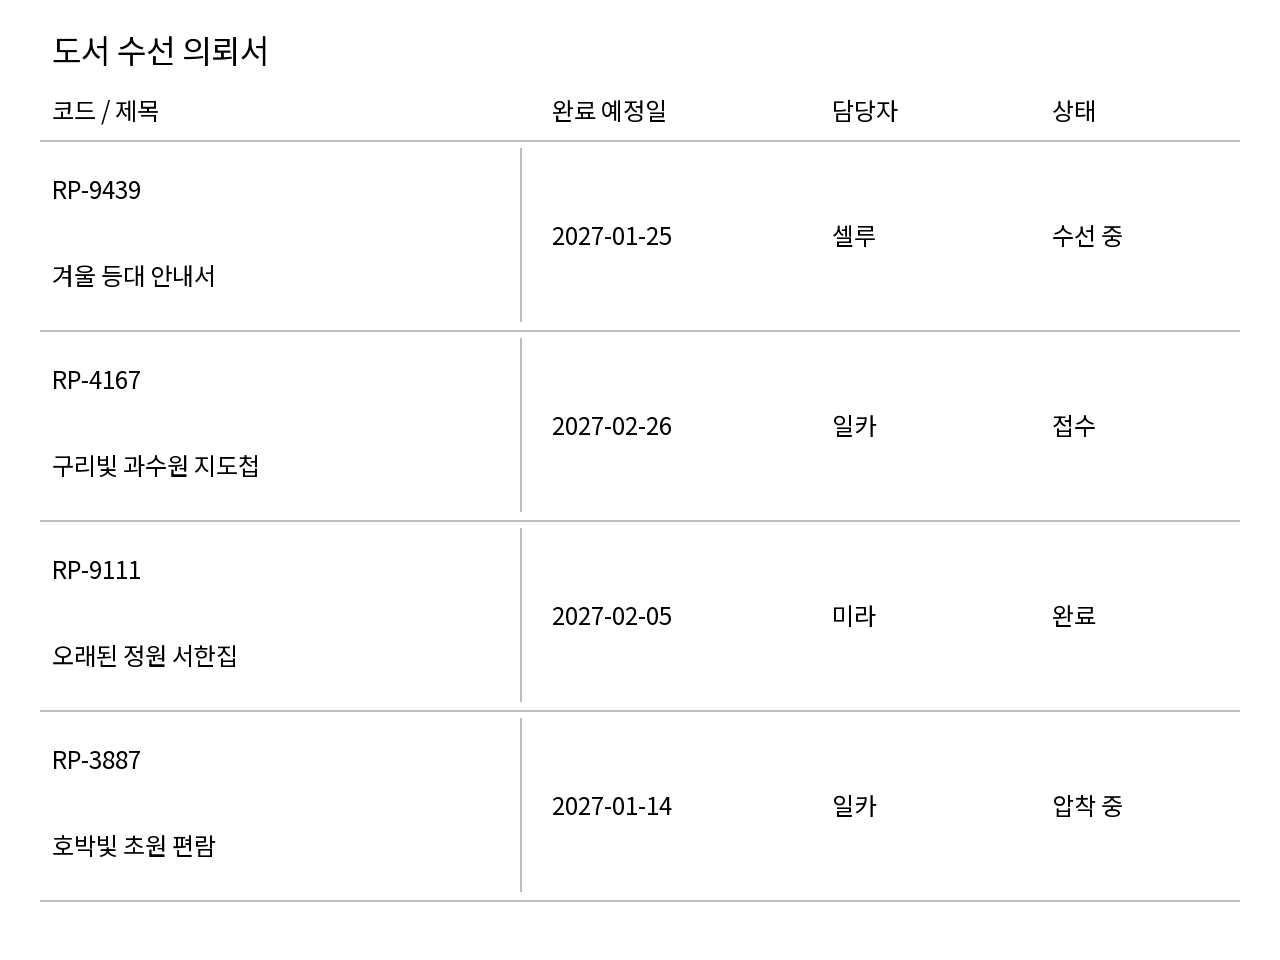 도서 수선 의뢰서
코드 / 제목 완료 예정일 담당자 상태
RP-9439
겨울 등대 안내서
2027-01-25 셀루 수선 중
RP-4167
구리빛 과수원 지도첩
2027-02-26 일카 접수
RP-9111
오래된 정원 서한집
2027-02-05 미라 완료
RP-3887
호박빛 초원 편람
2027-01-14 일카 압착 중